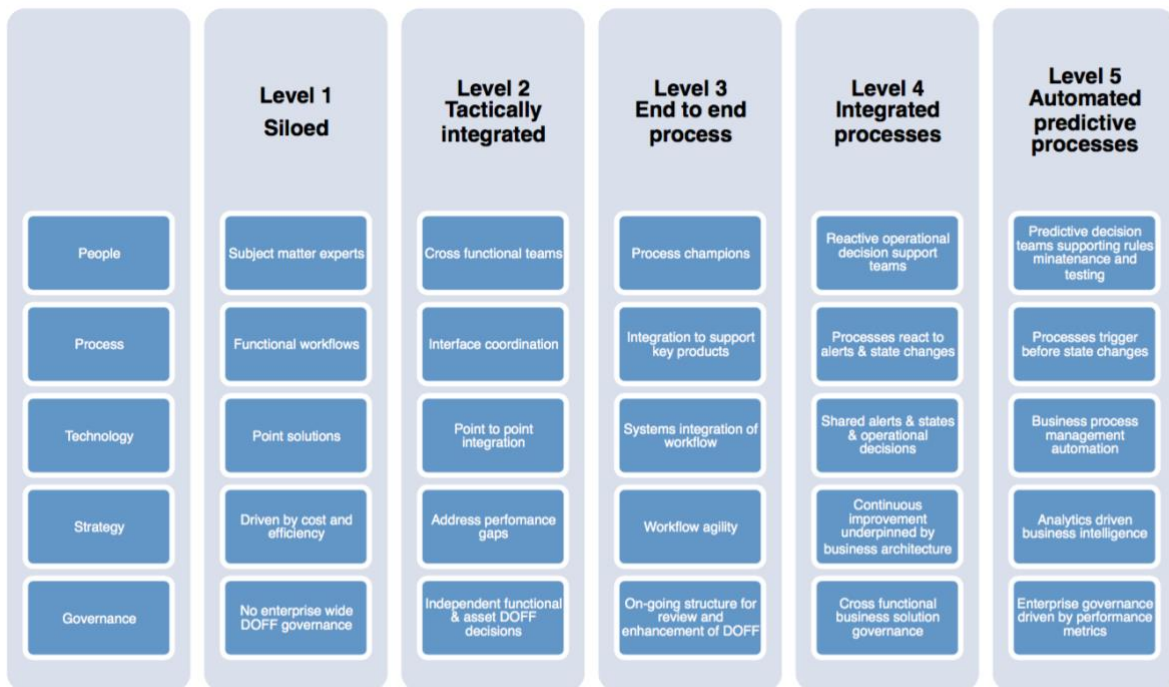 Level 1
Siloed
Level 2
Tactically
integrated
Level 3
End to end
process
Level 4
Integrated
processes
Level 5
Automated
predictive
processes
People
Subject matter experts
Cross functional teams
Process champions
Reactive operational
decision support
teams
Predictive decision
teams supporting rules
minatenance and
testing
Process
Functional workflows
Interface coordination
Integration to support
key products
Processes react to
alerts & state changes
Processes trigger
before state changes
Technology
Point solutions
Point to point
integration
Systems integration of
workflow
Shared alerts & states
& operational
decisions
Business process
management
automation
Strategy
Driven by cost and
efficiency
Address perfomance
gaps
Workflow agility
Continuous
improvement
underpinned by
business architecture
Analytics driven
business intelligence
Governance
No enterprise wide
DOFF governance
Independent functional
& asset DOFF
decisions
On-going structure for
review and
enhancement of DOFF
Cross functional
business solution
governance
Enterprise governance
driven by performance
metrics